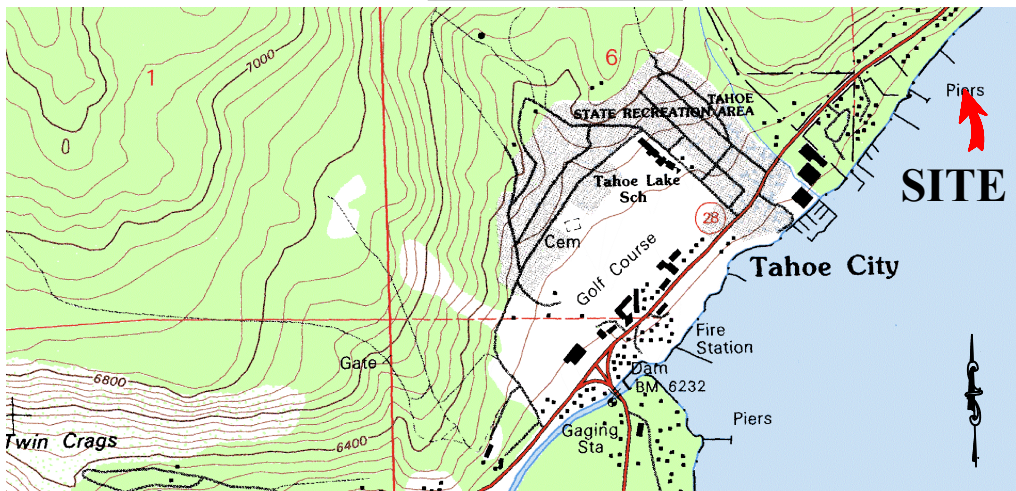 6
1
7000
Piers
TAHOE
STATE RECREATION AREA
Tahoe Lake
Sch
SITE
28
Cem
Golf Course
Tahoe City
Fire
Station
Gate
Dam
BM 6232
6800
Piers
Twin Crags
6400
Gaging
Sta